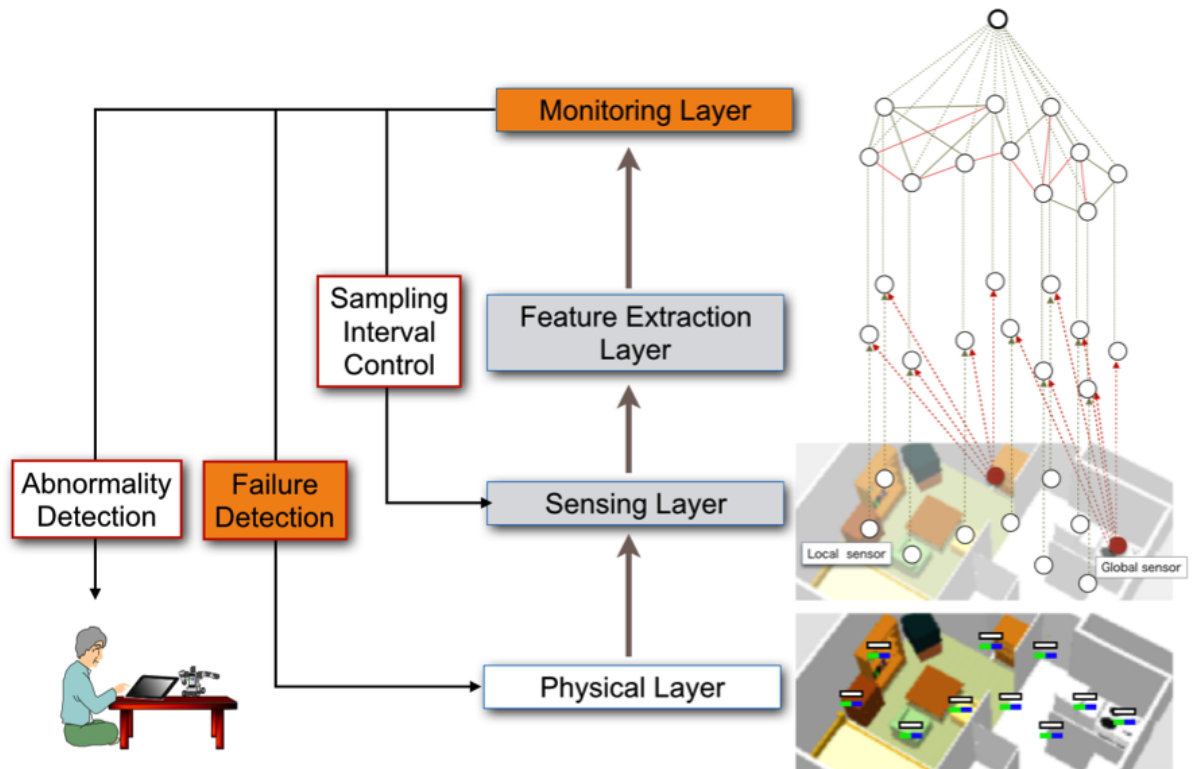 Monitoring Layer
Sampling
Interval
Control
Feature Extraction
Layer
Abnormality
Detection
Failure
Detection
Sensing Layer
Local sensor
Global sensor
Physical Layer